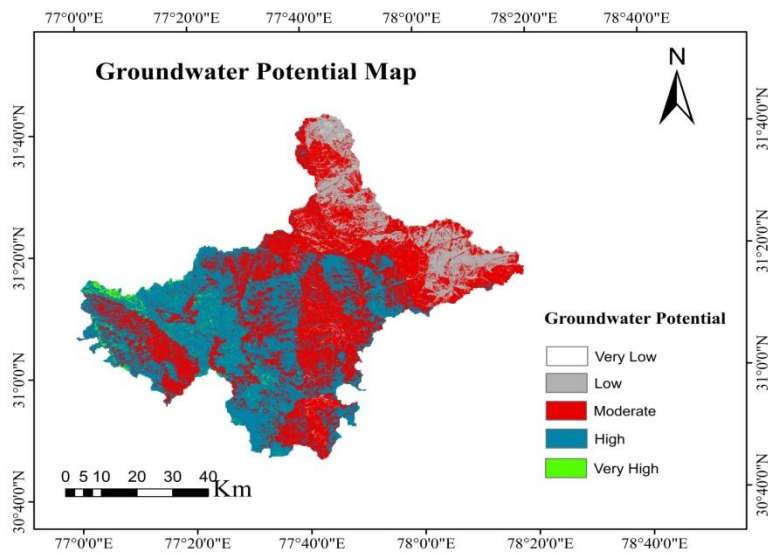 77°0'0"E 77°20'0"E 77°40'0"E 78°0'0"E 78°20'0"E 78°40'0"E
Groundwater Potential Map
N
31°40'0"N 31°40'0"N
31°20'0"N 31°20'0"N
31°0'0"N 31°0'0"N
30°40'0"N 30°40'0"N
Groundwater Potential
Very Low
Low
Moderate
High
Very High
0 5 10 20 30 40
Km
77°0'0"E 77°20'0"E 77°40'0"E 78°0'0"E 78°20'0"E 78°40'0"E